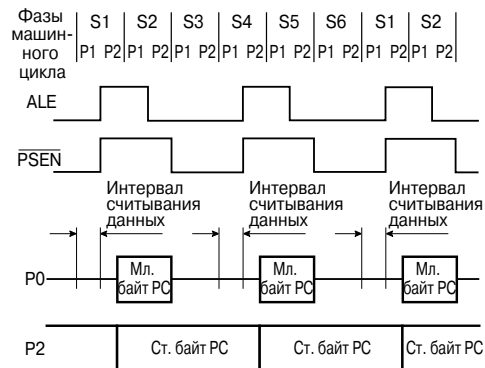 Фазы
машин-
ного
цикла
S1 S2 S3 S4 S5 S6 S1 S2
P1 P2 P1 P2 P1 P2 P1 P2 P1 P2 P1 P2 P1 P2 P1 P2
ALE
PSEN
Интервал Интервал Интервал
считывания считывания считывания
данных данных данных
P0
Мл. Мл. Мл.
байт PC байт PC байт PC
P2 Ст. байт PC Ст. байт PC Ст. байт PC